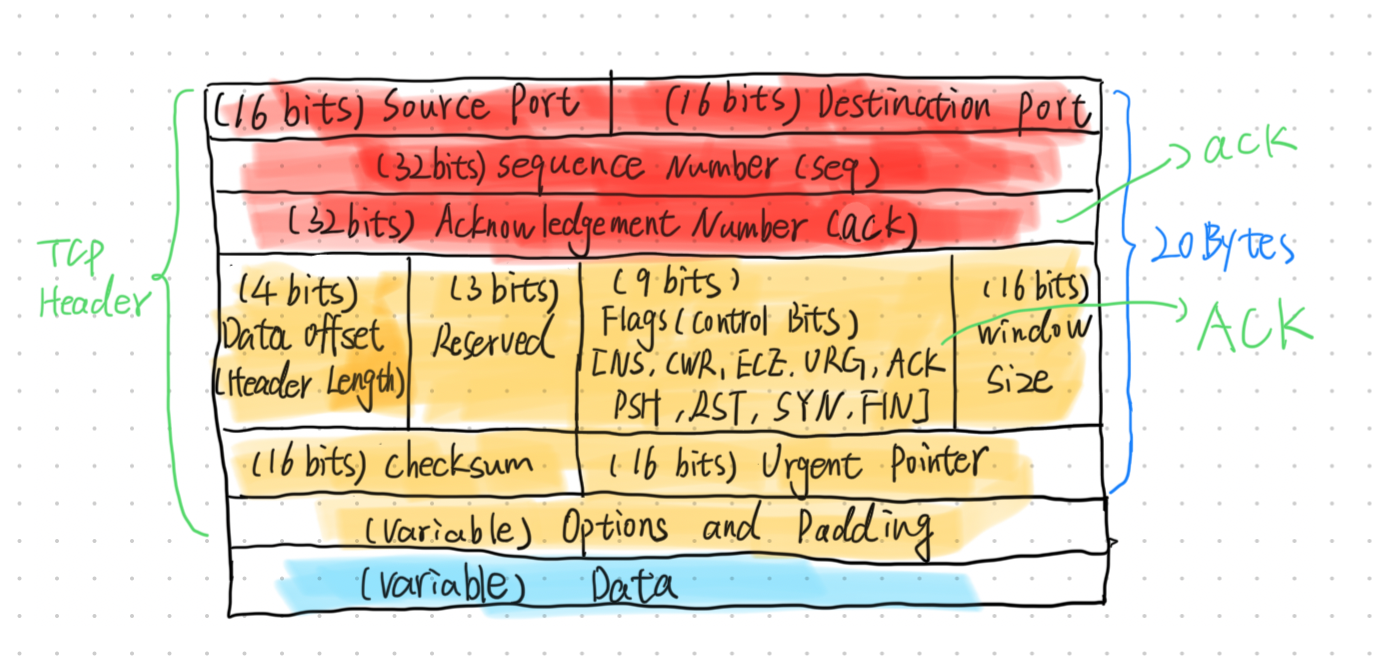 (16 bits) Source Port
(16 bits) Destination Port
(32bits) sequence Number (seq)
ack
(32bits) Acknowledgement Number (ack)
TCP
Header
20 Bytes
(4 bits)
Data offset
(Header Length)
(3 bits)
Reserved
(9 bits)
Flags (control Bits)
[NS, CWR, ECE, URG, ACK
PSH, RST, SYN, FIN]
(16 bits)
window
size
ACK
(16 bits) checksum
(16 bits) Urgent Pointer
(variable) Options and Padding
(variable) Data